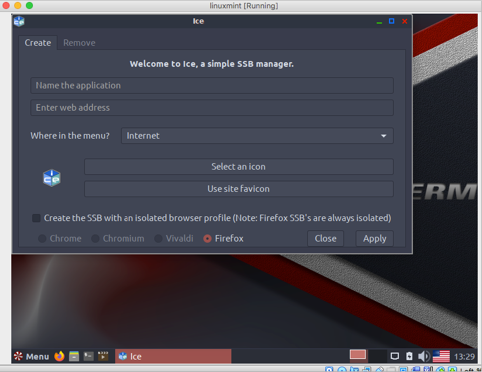 linuxmint [Running]
Ice
Create Remove
Welcome to Ice, a simple SSB manager.
Name the application
Enter web address
Where in the menu? Internet
Select an icon
Use site favicon
Create the SSB with an isolated browser profile (Note: Firefox SSB's are always isolated)
Chrome Chromium Vivaldi Firefox Close Apply
ERM
Menu Ice 13:29
Left